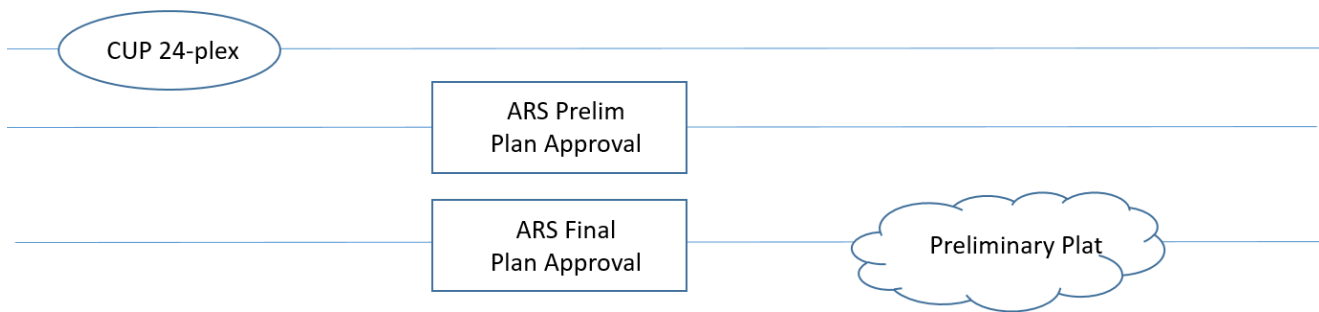 CUP 24-plex
ARS Prelim
Plan Approval
ARS Final
Plan Approval
Preliminary Plat